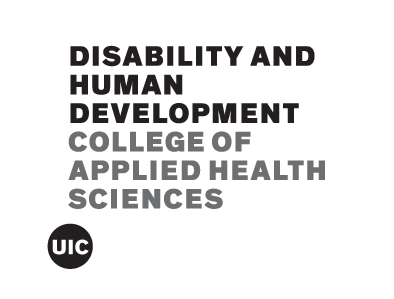 DISABILITY AND
HUMAN
DEVELOPMENT
COLLEGE OF
APPLIED HEALTH
SCIENCES
UIC